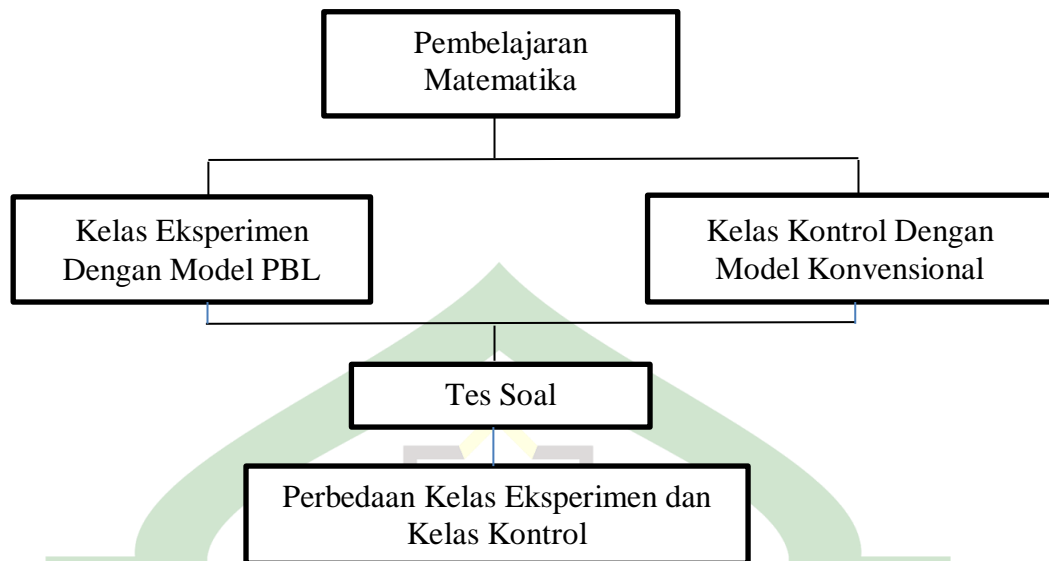 Pembelajaran
Matematika
Kelas Eksperimen
Dengan Model PBL
Kelas Kontrol Dengan
Model Konvensional
Tes Soal
Perbedaan Kelas Eksperimen dan
Kelas Kontrol